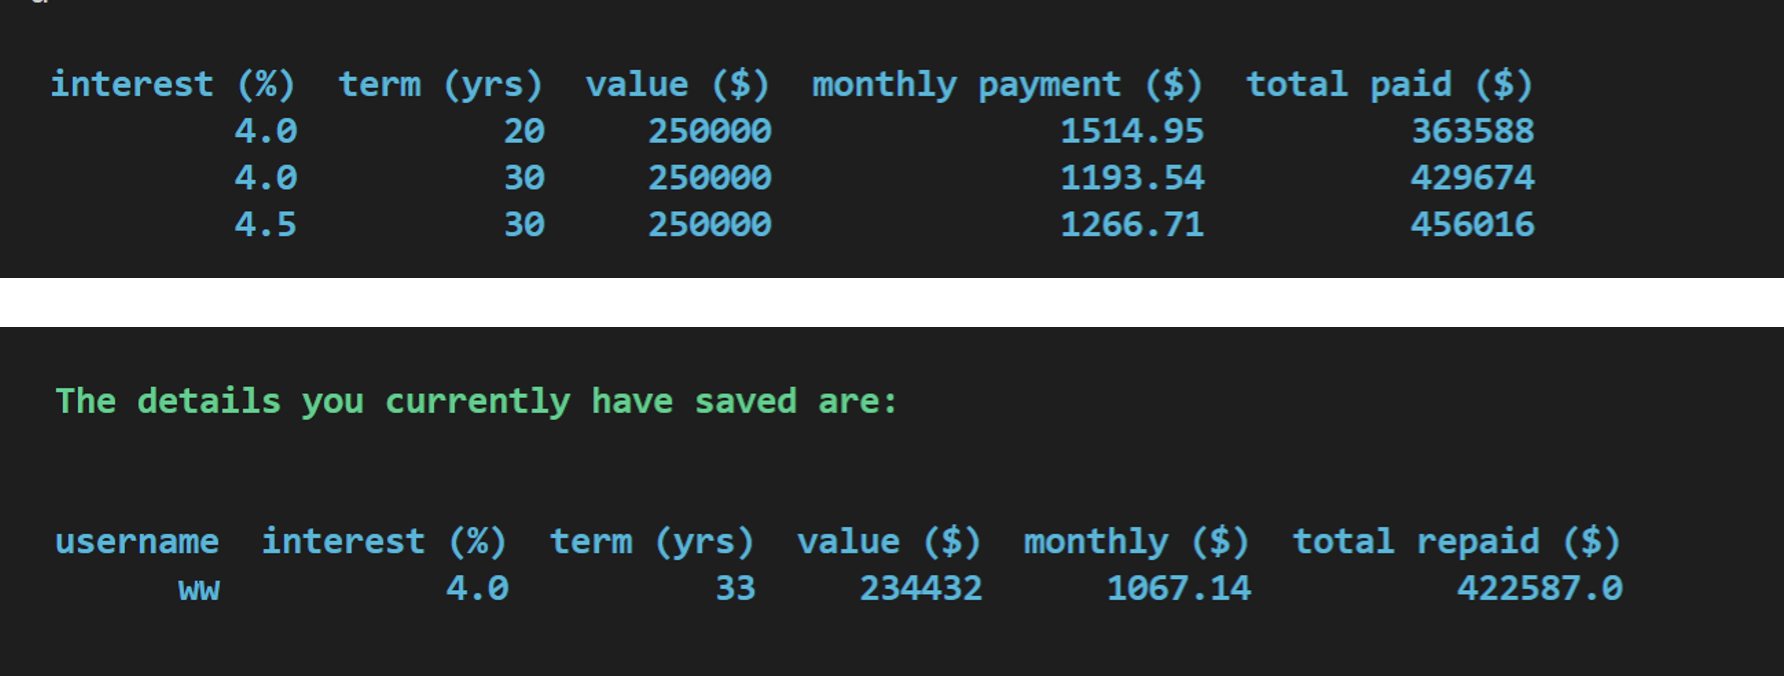 interest (%)  term (yrs)  value ($)  monthly payment ($)  total paid ($)
4.0  20  250000  1514.95  363588
4.0  30  250000  1193.54  429674
4.5  30  250000  1266.71  456016
The details you currently have saved are:
username  interest (%)  term (yrs)  value ($)  monthly ($)  total repaid ($)
ww  4.0  33  234432  1067.14  422587.0